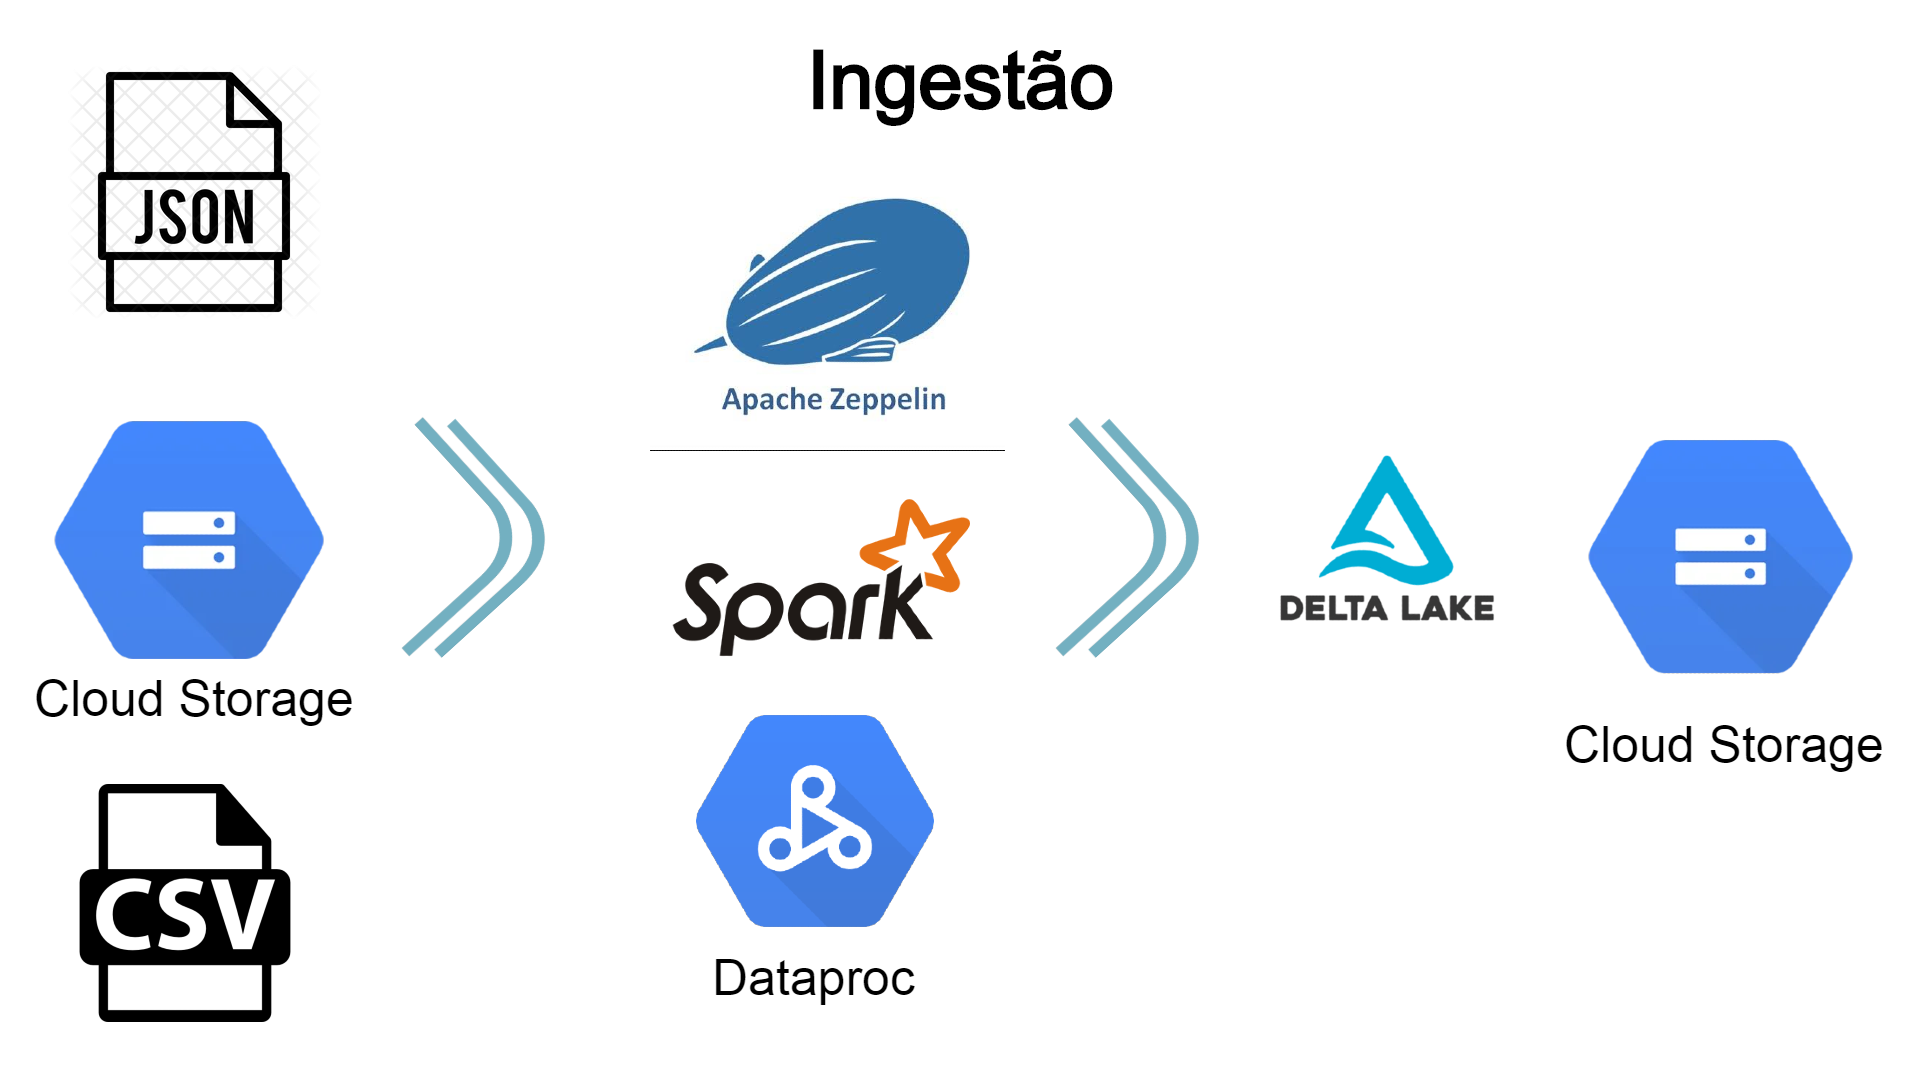 Ingestão
JSON
Apache Zeppelin
Cloud Storage
Spark
DELTA LAKE
Cloud Storage
CSV
Dataproc